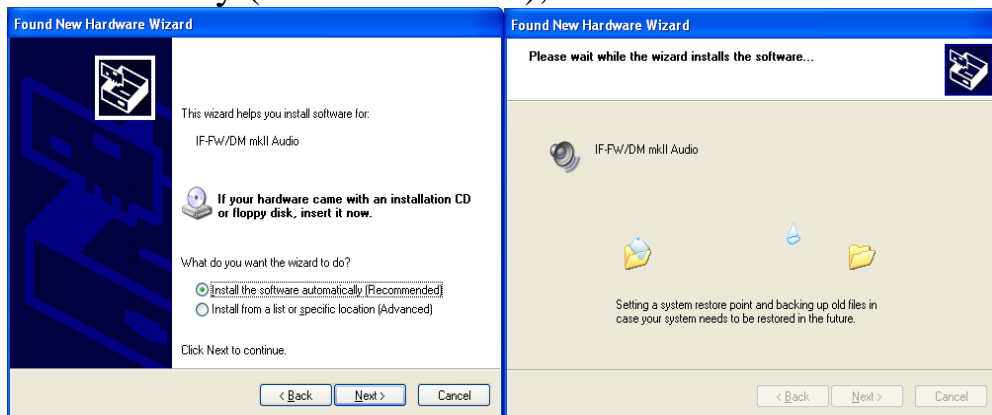 Found New Hardware Wizard
This wizard helps you install software for:
IF-FW/DM mkII Audio
If your hardware came with an installation CD
or floppy disk, insert it now.
What do you want the wizard to do?
Install the software automatically (Recommended)
Install from a list or specific location (Advanced)
Click Next to continue.
< Back
Next >
Cancel
Found New Hardware Wizard
Please wait while the wizard installs the software...
IF-FW/DM mkII Audio
Setting a system restore point and backing up old files in
case your system needs to be restored in the future.
< Back
Next >
Cancel